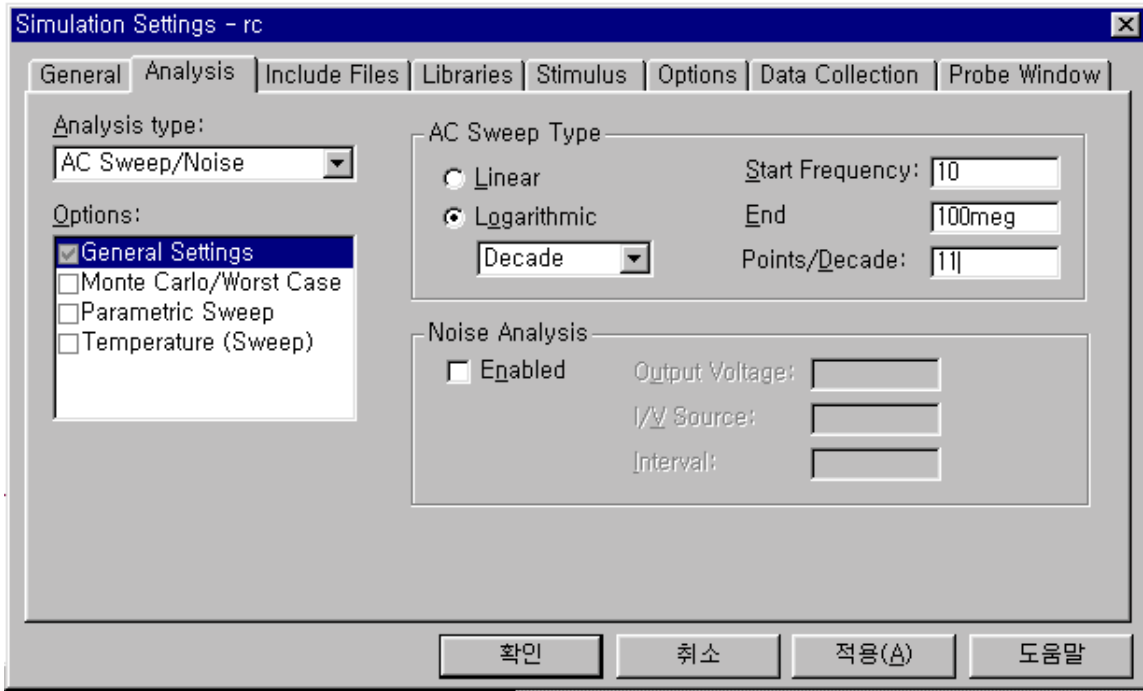 Simulation Settings - rc
General Analysis Include Files Libraries Stimulus Options Data Collection Probe Window
Analysis type:
AC Sweep/Noise
Options:
General Settings
Monte Carlo/Worst Case
Parametric Sweep
Temperature (Sweep)
AC Sweep Type
Linear
Logarithmic
Decade
Start Frequency: 10
End 100meg
Points/Decade: 11
Noise Analysis
Enabled
Output Voltage:
I/V Source:
Interval:
확인 취소 적용(A) 도움말